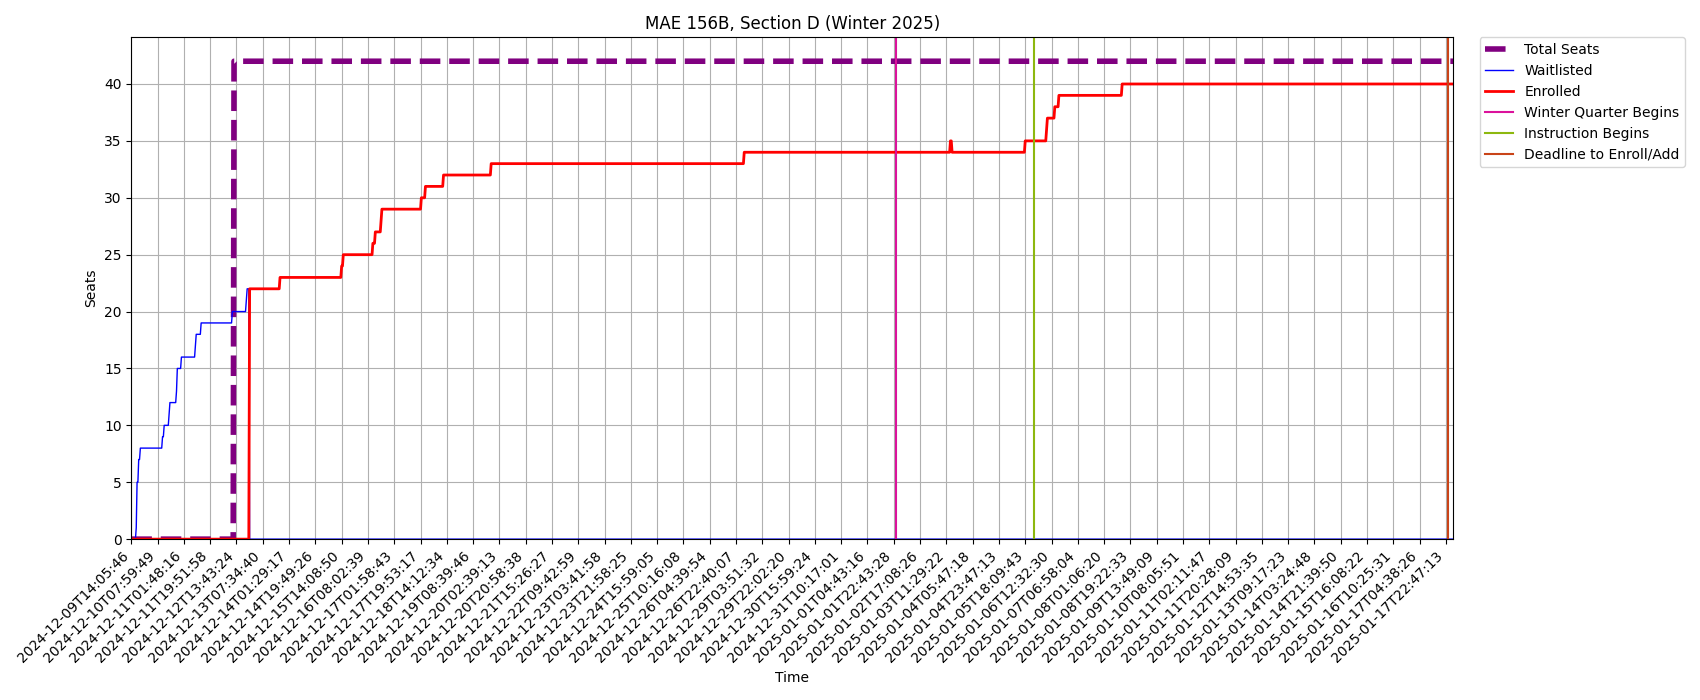 MAE 156B, Section D (Winter 2025)
Total Seats
Waitlisted
Enrolled
Winter Quarter Begins
Instruction Begins
Deadline to Enroll/Add
Seats
40
35
30
25
20
15
10
5
0
2024-12-09T14:05:46
2024-12-10T07:59:49
2024-12-11T01:48:16
2024-12-11T19:51:58
2024-12-12T13:43:24
2024-12-13T07:34:40
2024-12-14T01:29:17
2024-12-14T19:49:26
2024-12-15T14:08:50
2024-12-16T08:02:39
2024-12-17T01:58:43
2024-12-17T19:53:17
2024-12-18T14:12:34
2024-12-19T08:39:46
2024-12-20T02:39:13
2024-12-20T20:58:38
2024-12-21T15:26:27
2024-12-22T09:42:59
2024-12-23T03:41:58
2024-12-23T21:58:25
2024-12-24T15:59:05
2024-12-25T10:16:08
2024-12-26T04:39:54
2024-12-26T22:40:07
2024-12-29T03:51:32
2024-12-29T22:02:20
2024-12-30T15:59:24
2024-12-31T10:17:01
2025-01-01T04:43:16
2025-01-01T22:43:28
2025-01-02T17:08:26
2025-01-03T11:29:22
2025-01-04T05:47:18
2025-01-04T23:47:13
2025-01-05T18:09:43
2025-01-06T12:32:30
2025-01-07T06:58:04
2025-01-08T01:06:20
2025-01-08T19:22:33
2025-01-09T13:49:09
2025-01-10T08:05:51
2025-01-11T02:11:47
2025-01-11T20:28:09
2025-01-12T14:53:35
2025-01-13T09:17:23
2025-01-14T03:24:48
2025-01-14T21:39:50
2025-01-15T16:08:22
2025-01-16T10:25:31
2025-01-17T04:38:26
2025-01-17T22:47:13
Time